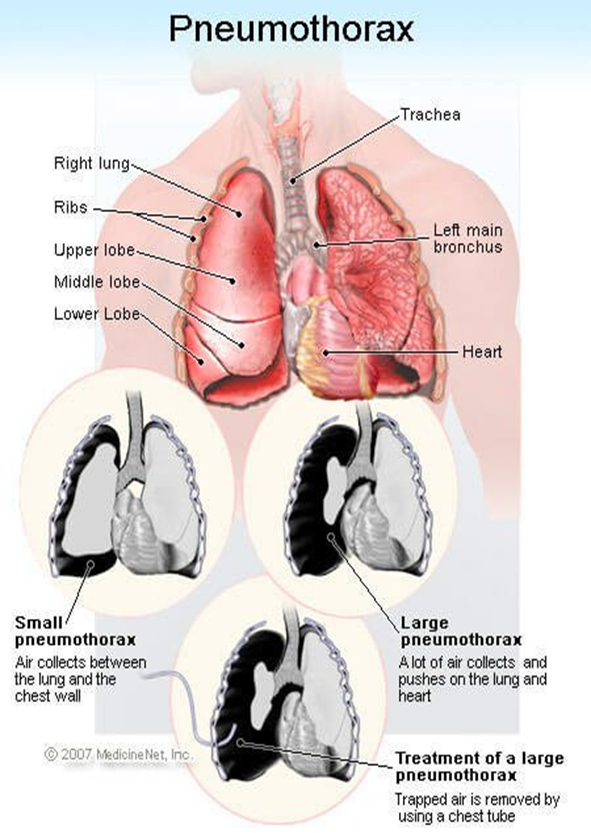 Pneumothorax
Trachea
Right lung
Ribs
Left main
bronchus
Upper lobe
Middle lobe
Lower Lobe
Heart
Small
pneumothorax
Air collects between
the lung and the
chest wall
Large
pneumothorax
A lot of air collects and
pushes on the lung and
heart
© 2007 MedicineNet, Inc.
Treatment of a large
pneumothorax
Trapped air is removed by
using a chest tube